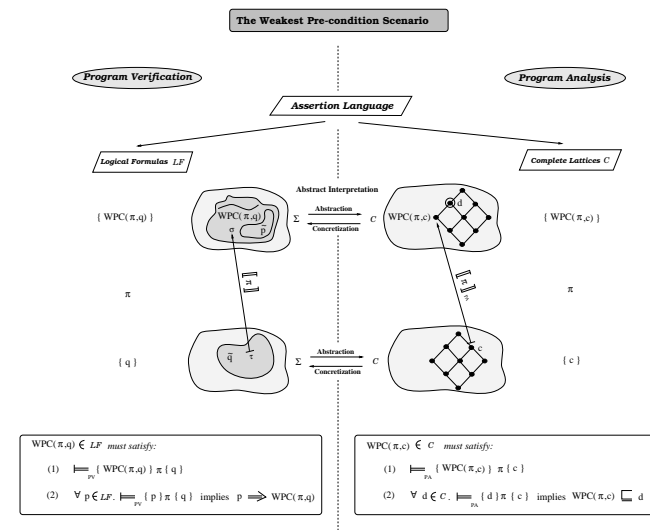 The Weakest Pre-condition Scenario
Program Verification
Program Analysis
Assertion Language
Logical Formulas LF
Complete Lattices C
Abstract Interpretation
{ WPC(π,q) }
WPC(π,q)
σ
p̃
Σ
Abstraction
Concretization
C
WPC(π,c)
d
{ WPC(π,c) }
π
⟦π⟧
⟦π⟧PA
π
{ q }
q̃
τ
Σ
Abstraction
Concretization
C
c
{ c }
WPC(π,q) ∈ LF must satisfy:
(1) ⊨PV { WPC(π,q) } π { q }
(2) ∀ p ∈ LF. ⊨PV { p } π { q } implies p ⟹ WPC(π,q)
WPC(π,c) ∈ C must satisfy:
(1) ⊨PA { WPC(π,c) } π { c }
(2) ∀ d ∈ C. ⊨PA { d } π { c } implies WPC(π,c) ⊑ d